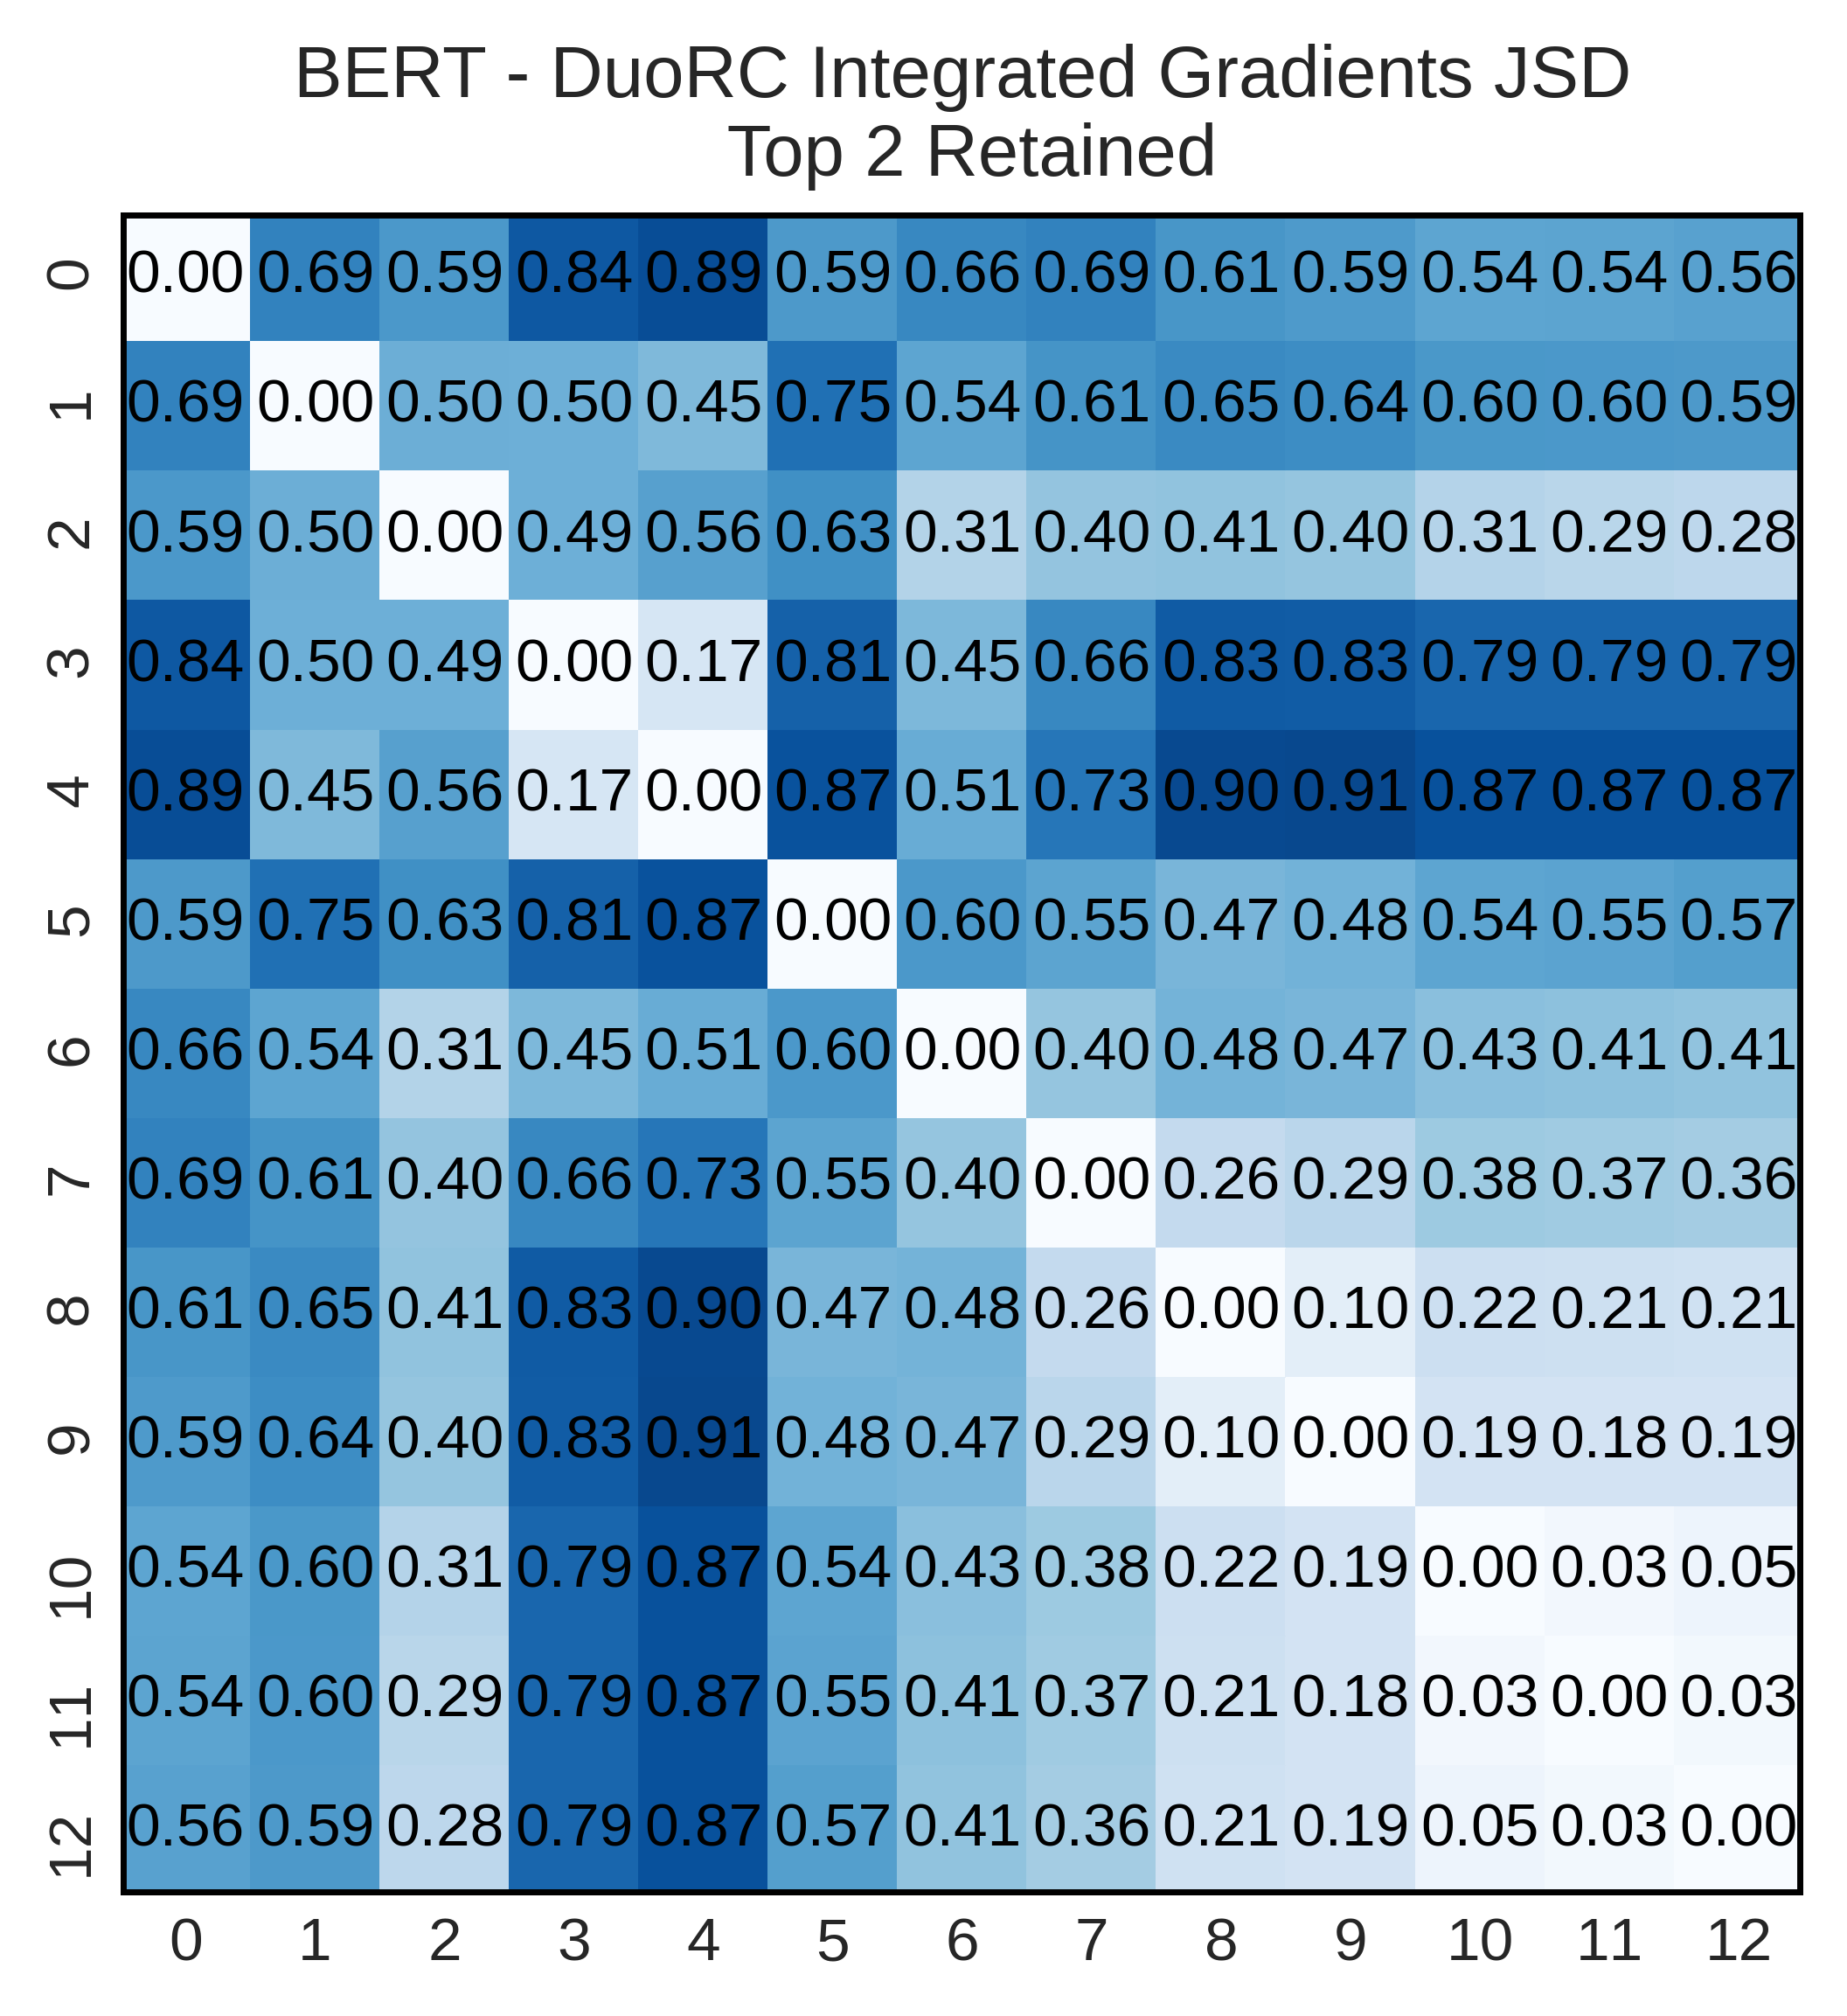 BERT - DuoRC Integrated Gradients JSD
Top 2 Retained
0 0.00 0.69 0.59 0.84 0.89 0.59 0.66 0.69 0.61 0.59 0.54 0.54 0.56
1 0.69 0.00 0.50 0.50 0.45 0.75 0.54 0.61 0.65 0.64 0.60 0.60 0.59
2 0.59 0.50 0.00 0.49 0.56 0.63 0.31 0.40 0.41 0.40 0.31 0.29 0.28
3 0.84 0.50 0.49 0.00 0.17 0.81 0.45 0.66 0.83 0.83 0.79 0.79 0.79
4 0.89 0.45 0.56 0.17 0.00 0.87 0.51 0.73 0.90 0.91 0.87 0.87 0.87
5 0.59 0.75 0.63 0.81 0.87 0.00 0.60 0.55 0.47 0.48 0.54 0.55 0.57
6 0.66 0.54 0.31 0.45 0.51 0.60 0.00 0.40 0.48 0.47 0.43 0.41 0.41
7 0.69 0.61 0.40 0.66 0.73 0.55 0.40 0.00 0.26 0.29 0.38 0.37 0.36
8 0.61 0.65 0.41 0.83 0.90 0.47 0.48 0.26 0.00 0.10 0.22 0.21 0.21
9 0.59 0.64 0.40 0.83 0.91 0.48 0.47 0.29 0.10 0.00 0.19 0.18 0.19
10 0.54 0.60 0.31 0.79 0.87 0.54 0.43 0.38 0.22 0.19 0.00 0.03 0.05
11 0.54 0.60 0.29 0.79 0.87 0.55 0.41 0.37 0.21 0.18 0.03 0.00 0.03
12 0.56 0.59 0.28 0.79 0.87 0.57 0.41 0.36 0.21 0.19 0.05 0.03 0.00
0 1 2 3 4 5 6 7 8 9 10 11 12